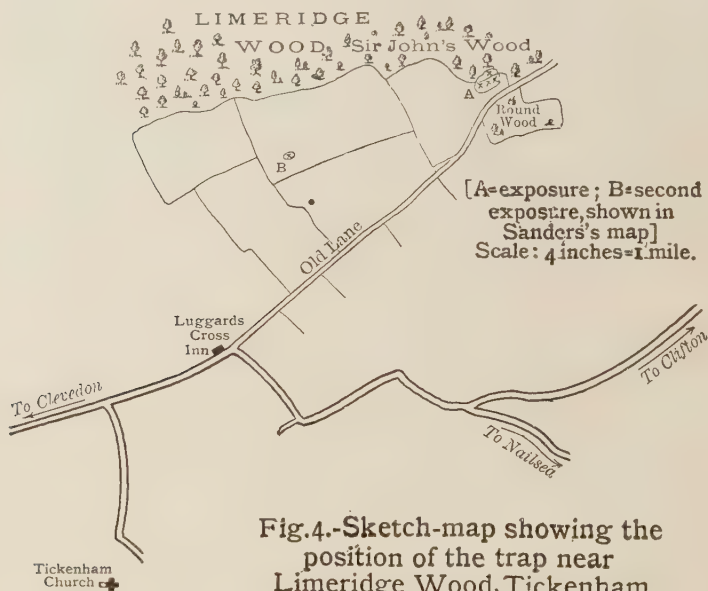 LIMERIDGE
WOOD. Sir John's Wood
A
Round
Wood
B
[A=exposure; B=second
exposure, shown in
Sanders's map]
Scale: 4 inches=1 mile.
Old Lane
Luggards
Cross
Inn
To Clevedon
To Clifton
To Nailsea
Fig.4.-Sketch-map showing the
position of the trap near
Limeridge Wood, Tickenham
Tickenham
Church